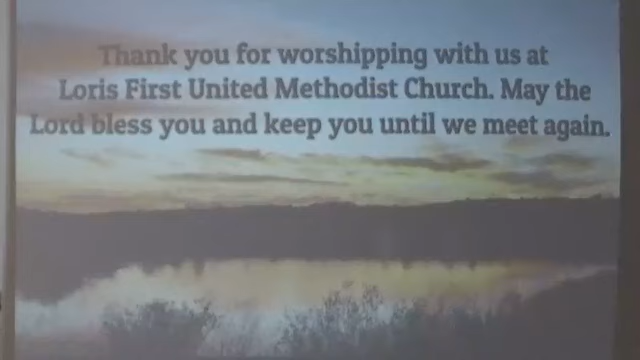 Thank you for worshipping with us at
Loris First United Methodist Church. May the
Lord bless you and keep you until we meet again.